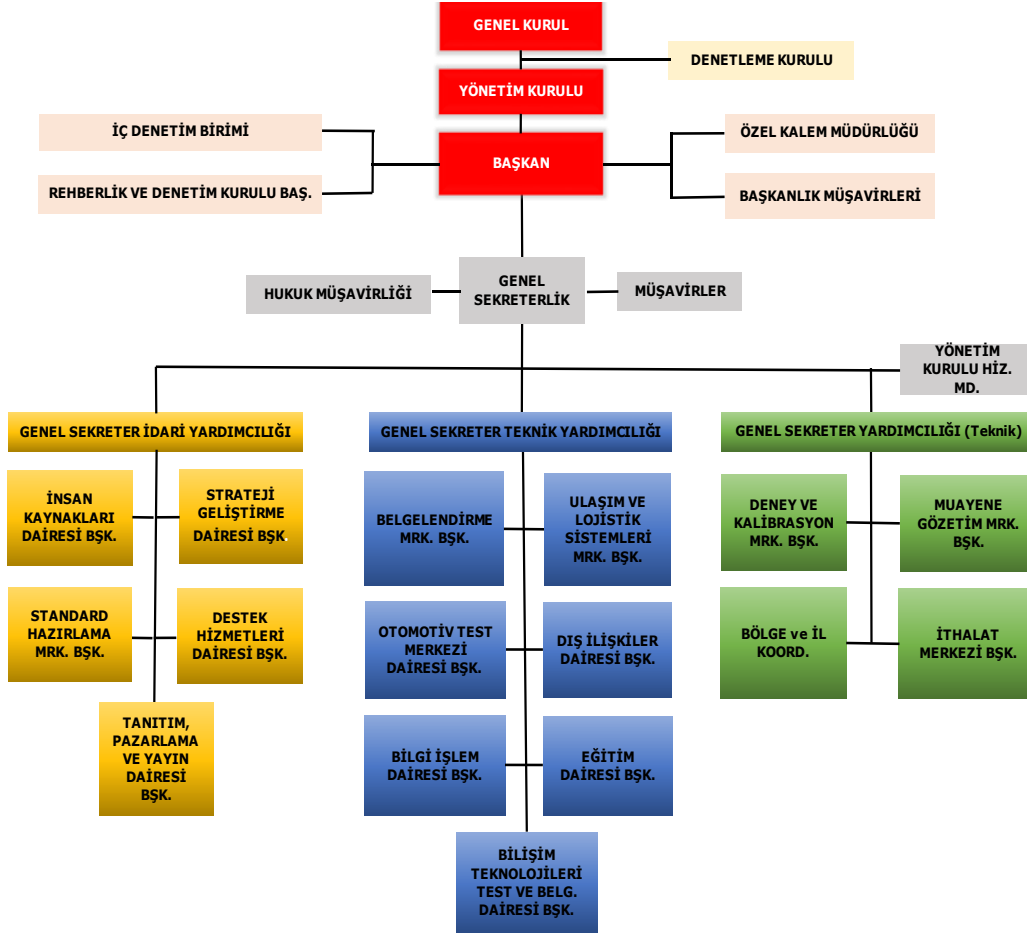 GENEL KURUL
DENETLEME KURULU
YÖNETİM KURULU
İÇ DENETİM BİRİMİ
ÖZEL KALEM MÜDÜRLÜĞÜ
BAŞKAN
REHBERLİK VE DENETİM KURULU BAŞ.
BAŞKANLIK MÜŞAVİRLERİ
HUKUK MÜŞAVİRLİĞİ
GENEL
SEKRETERLİK
MÜŞAVİRLER
YÖNETİM
KURULU HİZ.
MD.
GENEL SEKRETER İDARİ YARDIMCILIĞI
GENEL SEKRETER TEKNİK YARDIMCILIĞI
GENEL SEKRETER YARDIMCILIĞI (Teknik)
İNSAN
KAYNAKLARI
DAİRESİ BŞK.
STRATEJİ
GELİŞTİRME
DAİRESİ BŞK.
BELGELENDİRME
MRK. BŞK.
ULAŞIM VE
LOJİSTİK
SİSTEMLERİ
MRK. BŞK.
DENEY VE
KALİBRASYON
MRK. BŞK.
MUAYENE
GÖZETİM MRK.
BŞK.
STANDARD
HAZIRLAMA
MRK. BŞK.
DESTEK
HİZMETLERİ
DAİRESİ BŞK.
OTOMOTİV TEST
MERKEZİ
DAİRESİ BŞK.
DIŞ İLİŞKİLER
DAİRESİ BŞK.
BÖLGE ve İL
KOORD.
İTHALAT
MERKEZİ BŞK.
TANITIM,
PAZARLAMA
VE YAYIN
DAİRESİ
BŞK.
BİLGİ İŞLEM
DAİRESİ BŞK.
EĞİTİM
DAİRESİ BŞK.
BİLİŞİM
TEKNOLOJİLERİ
TEST VE BELG.
DAİRESİ BŞK.